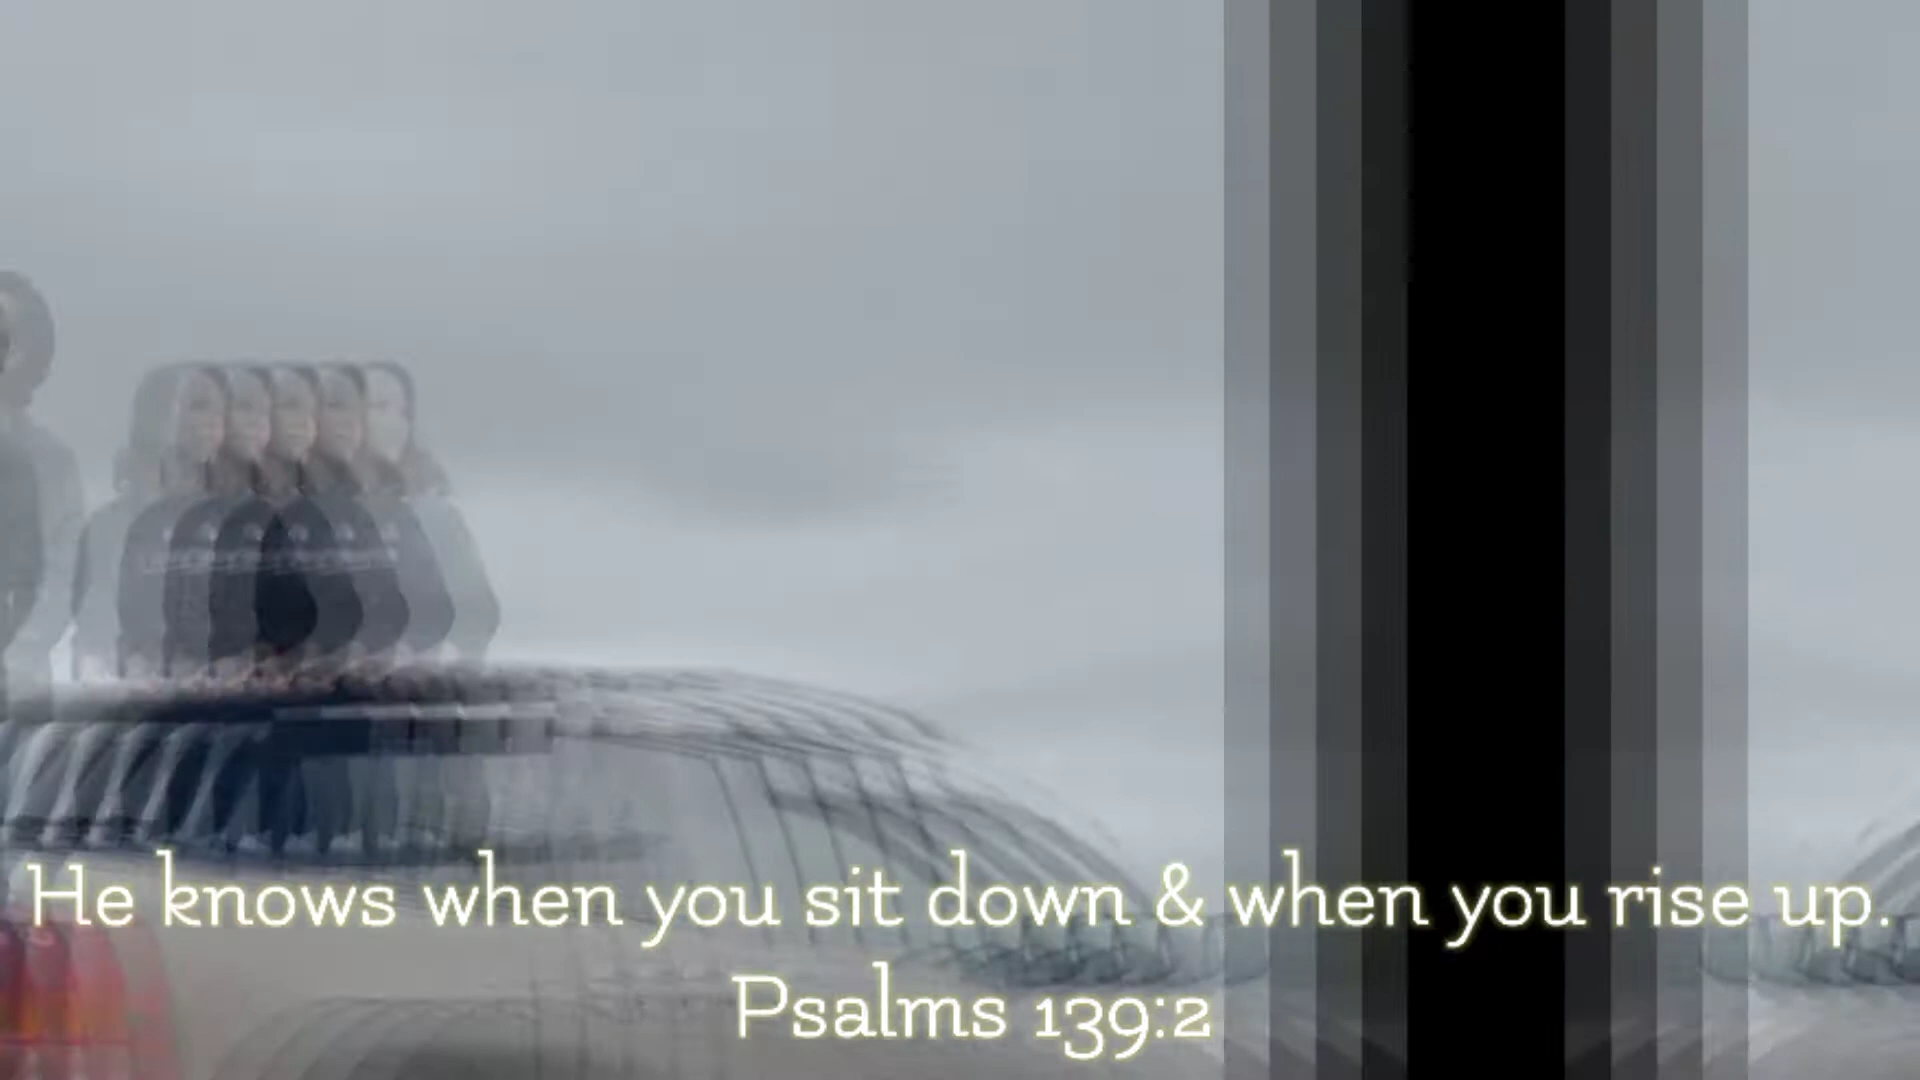 He knows when you sit down & when you rise up.
Psalms 139:2